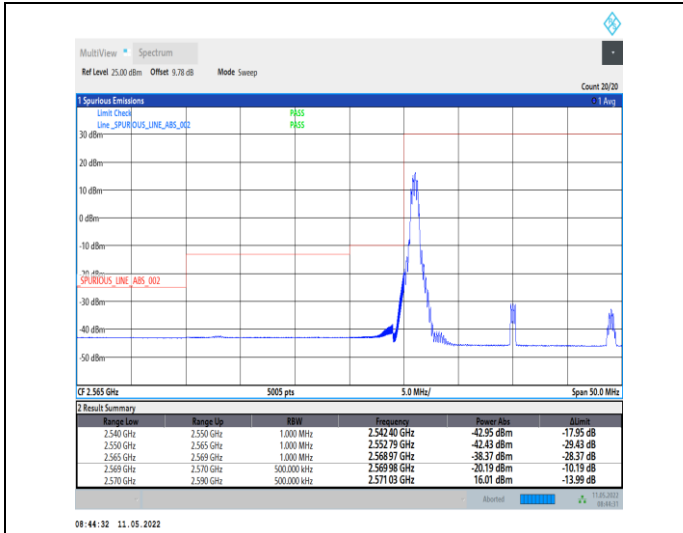 MultiView Spectrum
Ref Level 25.00 dBm Offset 9.78 dB Mode Sweep
Count 20/20
1 Spurious Emissions 1 Avg
Limit Check PASS
Line _SPURIOUS_LINE_ABS_002 PASS
30 dBm
20 dBm
10 dBm
0 dBm
-10 dBm
-20 dBm
_SPURIOUS_LINE_ABS_002
-30 dBm
-40 dBm
-50 dBm
CF 2.565 GHz 5005 pts 5.0 MHz/ Span 50.0 MHz
2 Result Summary
Range Low Range Up RBW Frequency Power Abs ΔLimit
2.540 GHz 2.550 GHz 1.000 MHz 2.542 40 GHz -42.95 dBm -17.95 dB
2.550 GHz 2.565 GHz 1.000 MHz 2.552 79 GHz -42.43 dBm -29.43 dB
2.565 GHz 2.569 GHz 1.000 MHz 2.568 97 GHz -38.37 dBm -28.37 dB
2.569 GHz 2.570 GHz 500.000 kHz 2.569 98 GHz -20.19 dBm -10.19 dB
2.570 GHz 2.590 GHz 500.000 kHz 2.571 03 GHz 16.01 dBm -13.99 dB
Aborted 11.05.2022
08:44:33
08:44:32 11.05.2022